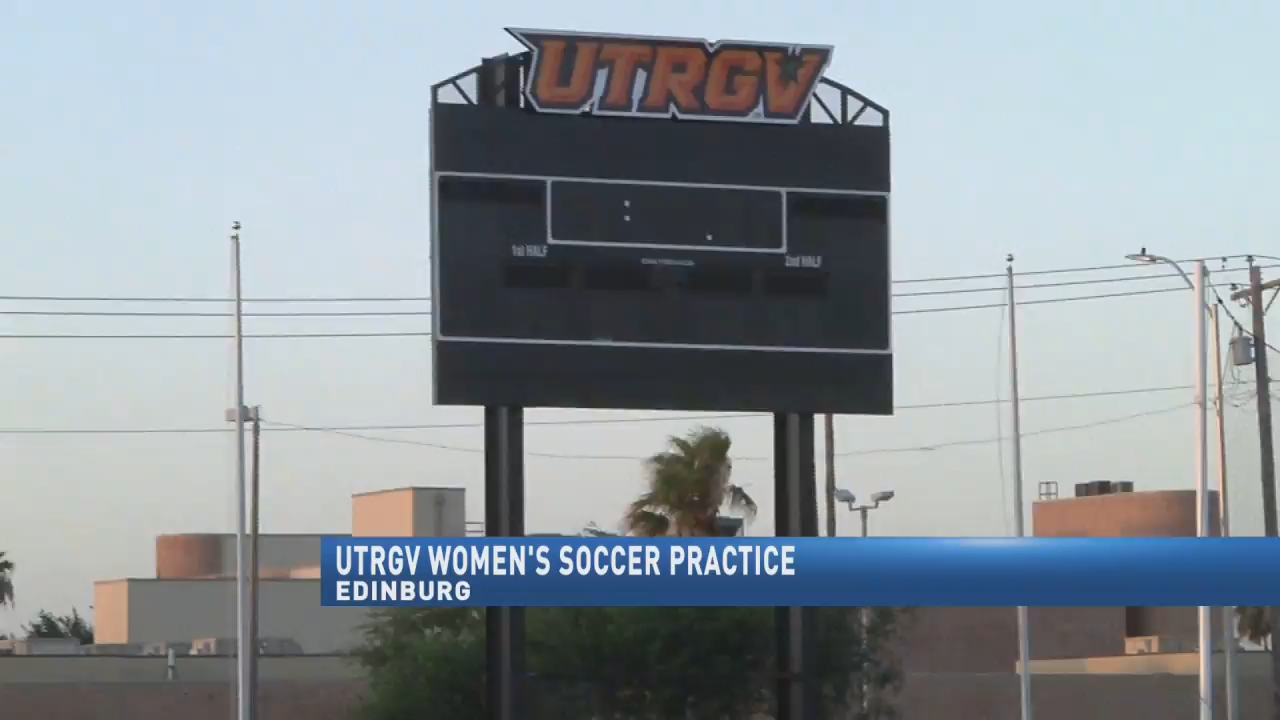 UTRGV
1st HALF
2nd HALF
UTRGV WOMEN'S SOCCER PRACTICE
EDINBURG